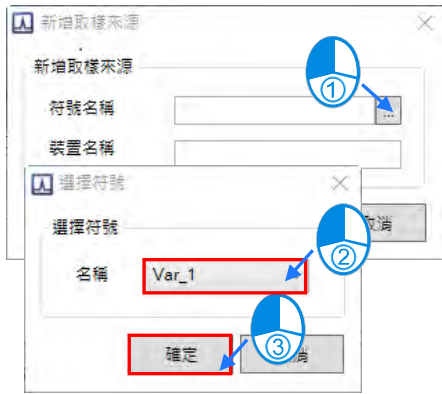 新增取樣來源
新增取樣來源
符號名稱
...
①
裝置名稱
選擇符號
選擇符號
名稱
Var_1
②
確定
③
消
取消